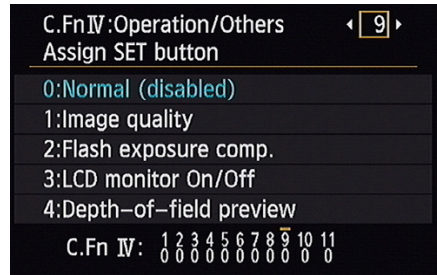 C.Fn Ⅳ :Operation/Others 9
Assign SET button
0:Normal (disabled)
1:Image quality
2:Flash exposure comp.
3:LCD monitor On/Off
4:Depth-of-field preview
C.Fn Ⅳ : 1 2 3 4 5 6 7 8 9 10 11
0 0 0 0 0 0 0 0 0 0 0